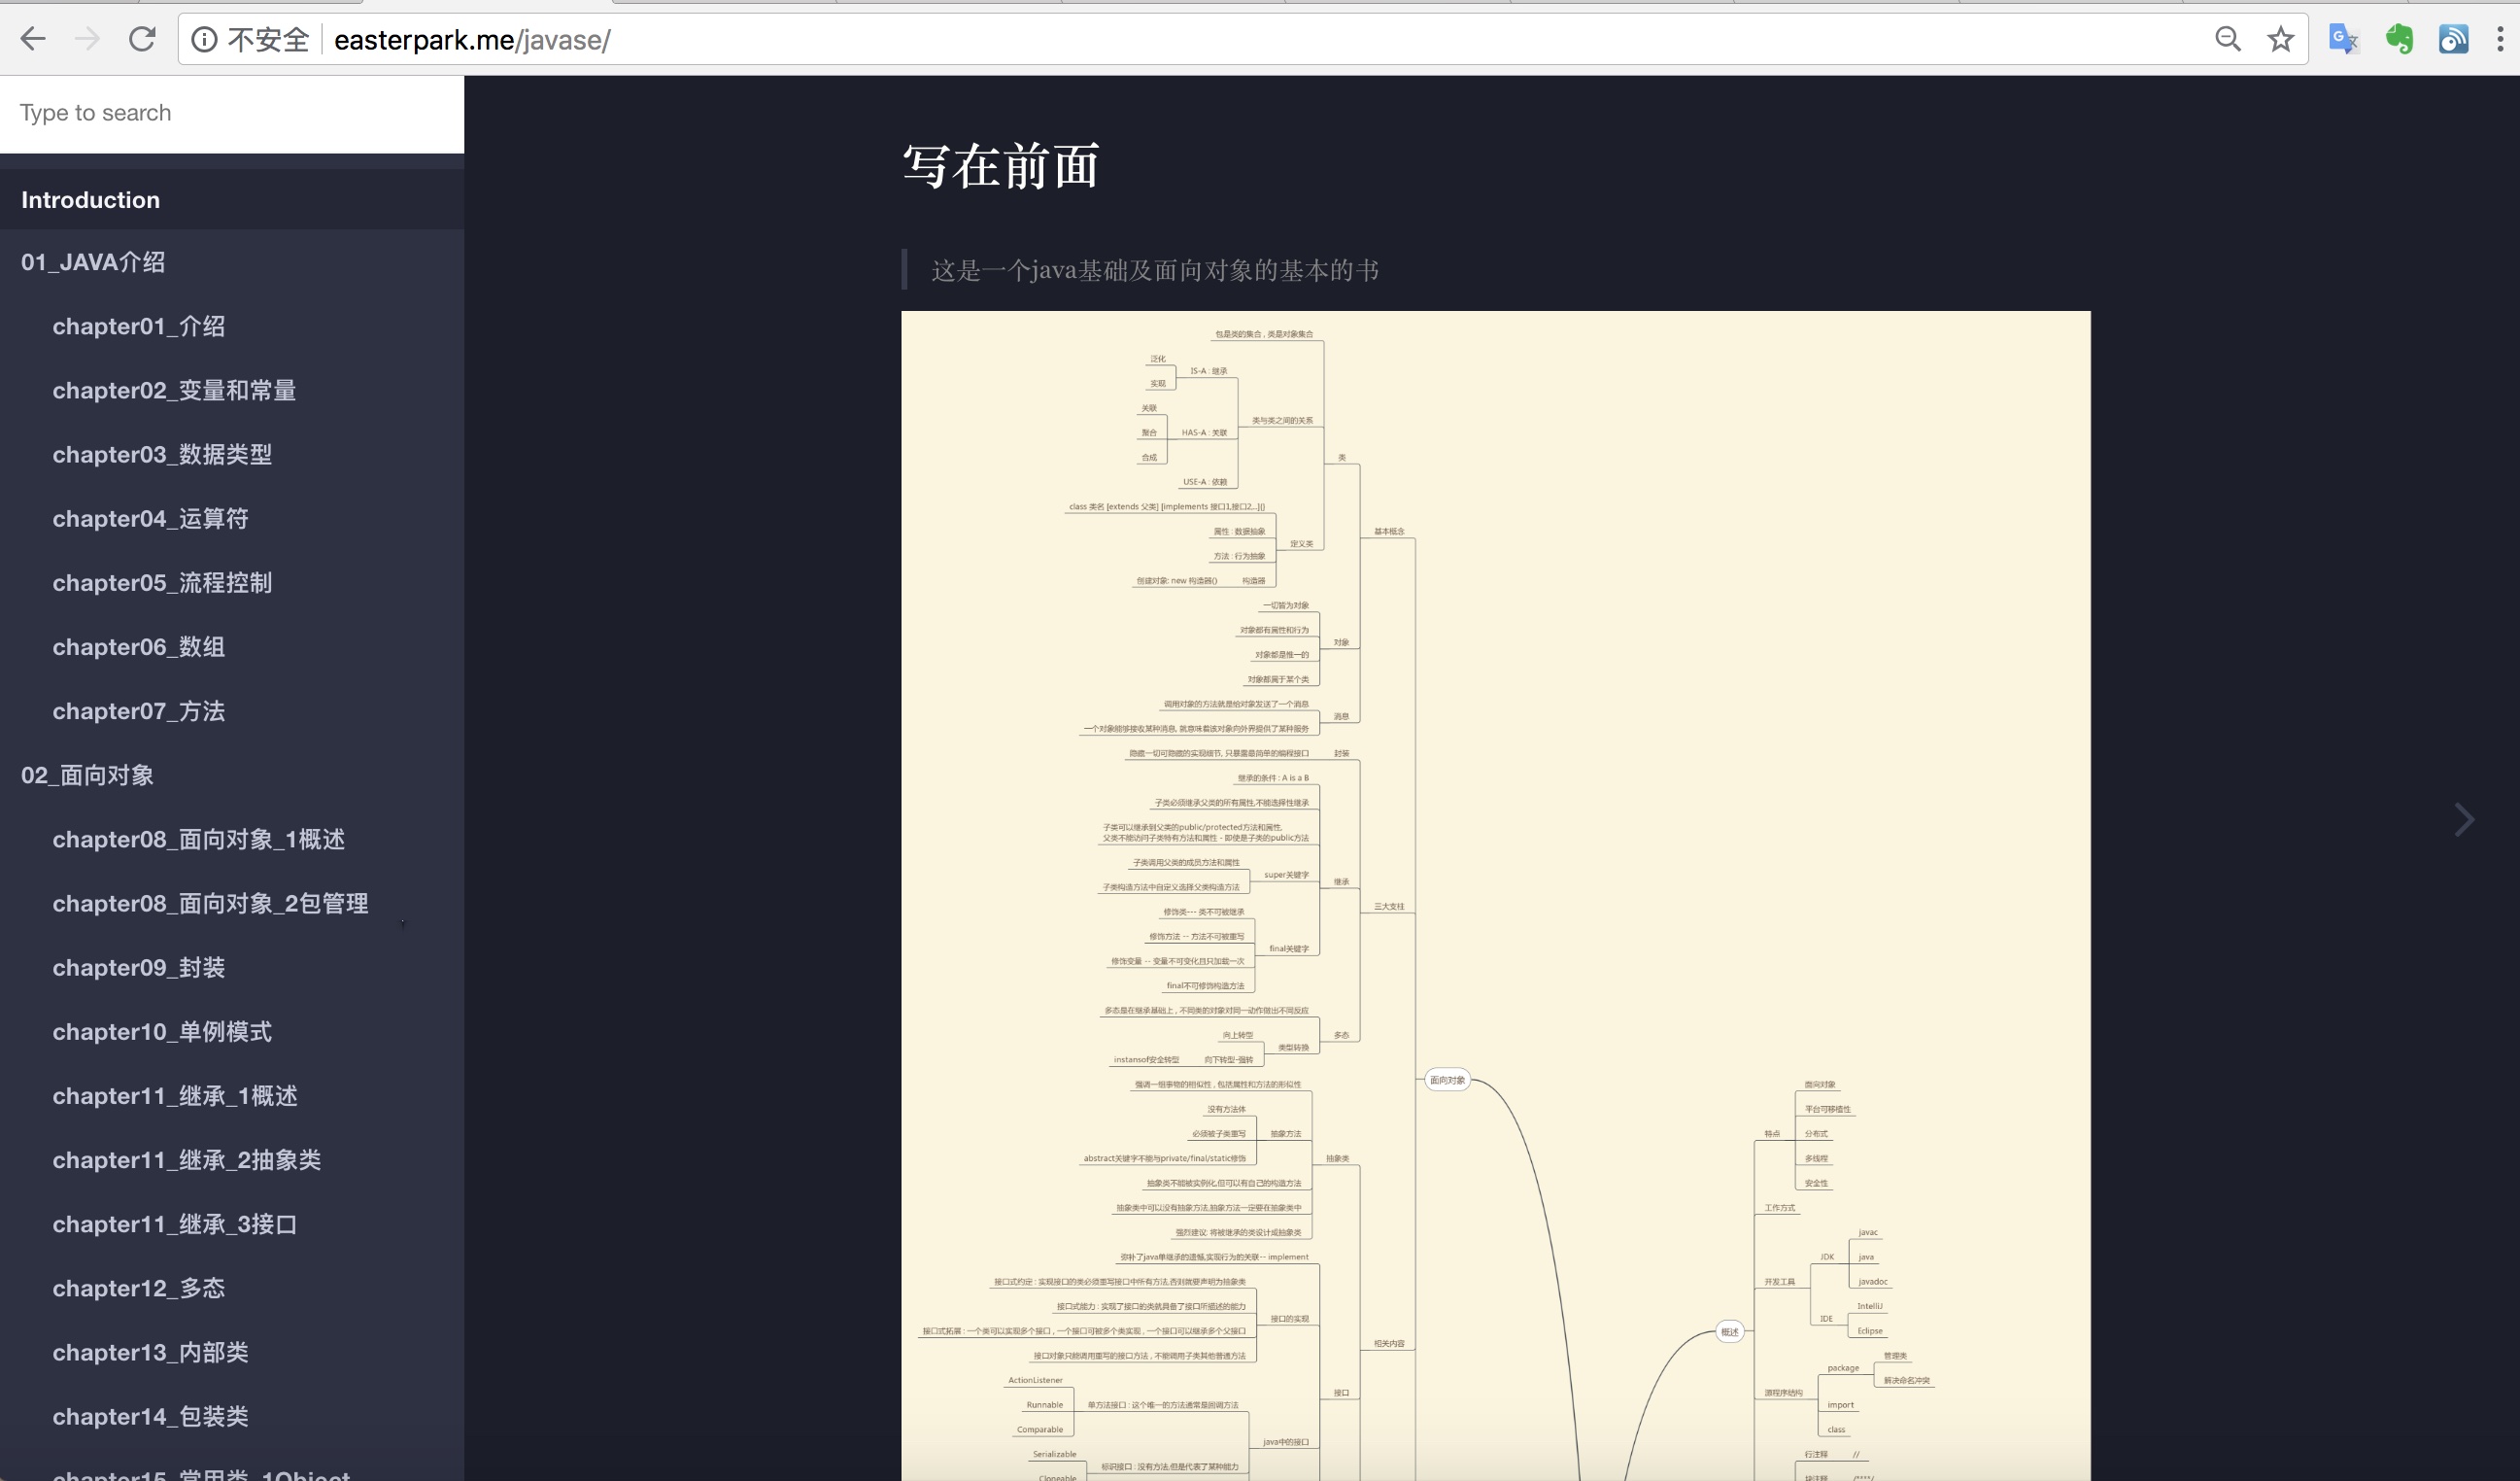 不安全 easterpark.me/javase/
Type to search
Introduction
01_JAVA介绍
chapter01_介绍
chapter02_变量和常量
chapter03_数据类型
chapter04_运算符
chapter05_流程控制
chapter06_数组
chapter07_方法
02_面向对象
chapter08_面向对象_1概述
chapter08_面向对象_2包管理
chapter09_封装
chapter10_单例模式
chapter11_继承_1概述
chapter11_继承_2抽象类
chapter11_继承_3接口
chapter12_多态
chapter13_内部类
chapter14_包装类
chapter15_常用类_1Object
写在前面
这是一个java基础及面向对象的基本的书
包是类的集合 , 类是对象集合
泛化
实现
IS-A : 继承
关联
聚合
合成
HAS-A : 关联
USE-A : 依赖
类与类之间的关系
class 类名 [extends 父类] [implements 接口1,接口2,..]{}
属性 : 数据抽象
方法 : 行为抽象
创建对象: new 构造器()
构造器
定义类
类
一切皆为对象
对象都有属性和行为
对象都是惟一的
对象都属于某个类
对象
调用对象的方法就是给对象发送了一个消息
一个对象能够接收某种消息, 就意味着该对象向外界提供了某种服务
消息
基本概念
隐藏一切可隐藏的实现细节, 只暴露最简单的编程接口
封装
继承的条件 : A is a B
子类必须继承父类的所有属性,不能选择性继承
子类可以继承到父类的public/protected方法和属性,
父类不能访问子类特有方法和属性 - 即使是子类的public方法
子类调用父类的成员方法和属性
子类构造方法中自定义选择父类构造方法
super关键字
修饰类--- 类不可被继承
修饰方法 -- 方法不可被重写
修饰变量 -- 变量不可变化且只加载一次
final不可修饰构造方法
final关键字
继承
多态是在继承基础上 , 不同类的对象对同一动作做出不同反应
向上转型
instansof安全转型
向下转型-强转
类型转换
多态
三大支柱
强调一组事物的相似性 , 包括属性和方法的形似性
没有方法体
必须被子类重写
abstract关键字不能与private/final/static修饰
抽象方法
抽象类不能被实例化,但可以有自己的构造方法
抽象类中可以没有抽象方法,抽象方法一定要在抽象类中
强烈建议: 将被继承的类设计成抽象类
抽象类
弥补了java单继承的遗憾,实现行为的关联-- implement
接口式约定 : 实现接口的类必须重写接口中所有方法,否则就要声明为抽象类
接口式能力 : 实现了接口的类就具备了接口所描述的能力
接口式拓展 : 一个类可以实现多个接口 , 一个接口可被多个类实现 , 一个接口可以继承多个父接口
接口对象只能调用重写的接口方法 , 不能调用子类其他普通方法
接口的实现
ActionListener
Runnable
Comparable
单方法接口 : 这个唯一的方法通常是回调方法
Serializable
Cloneable
标识接口 : 没有方法,但是代表了某种能力
java中的接口
接口
相关内容
面向对象
面向对象
平台可移植性
分布式
多线程
安全性
特点
工作方式
javac
java
javadoc
JDK
IntelliJ
Eclipse
IDE
开发工具
概述
管理类
解决命名冲突
package
import
class
源程序结构
行注释 //
块注释 /****/